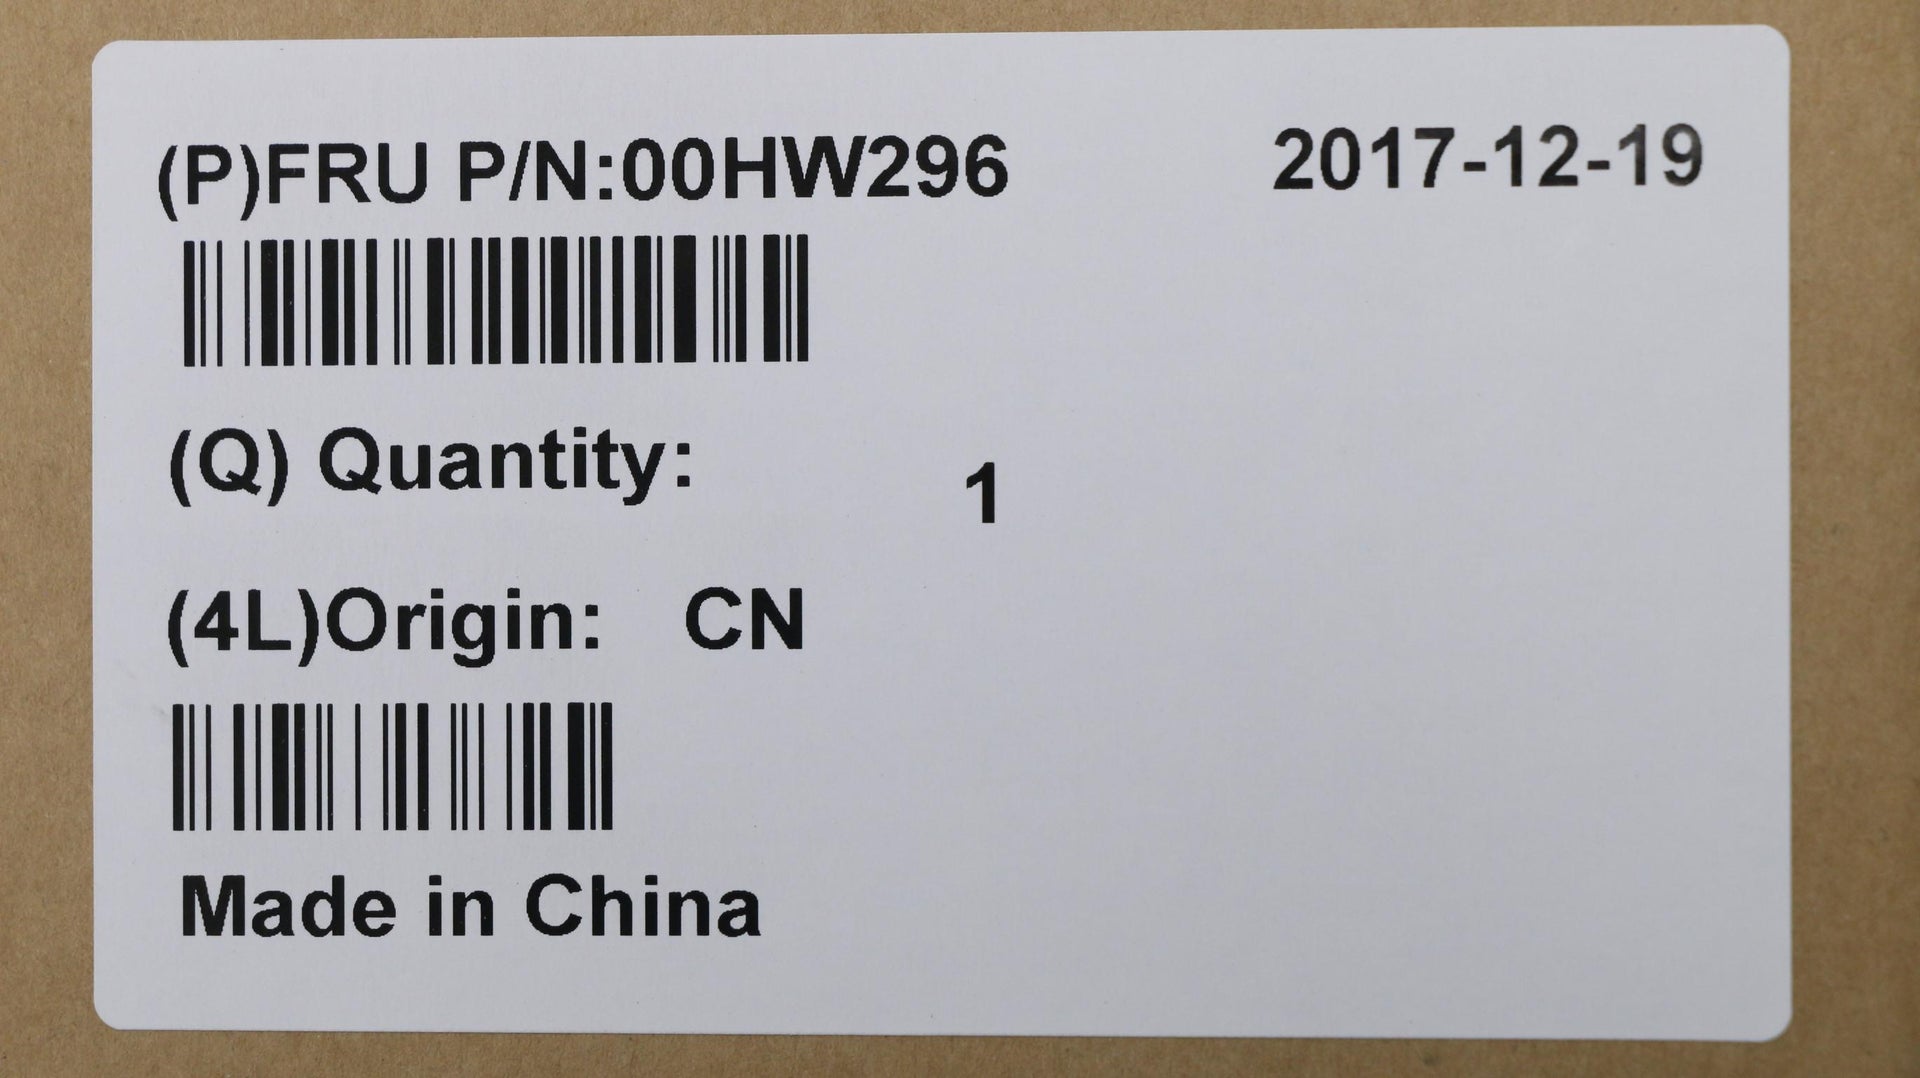 (P)FRU P/N:00HW296 2017-12-19
(Q) Quantity: 1
(4L)Origin: CN
Made in China